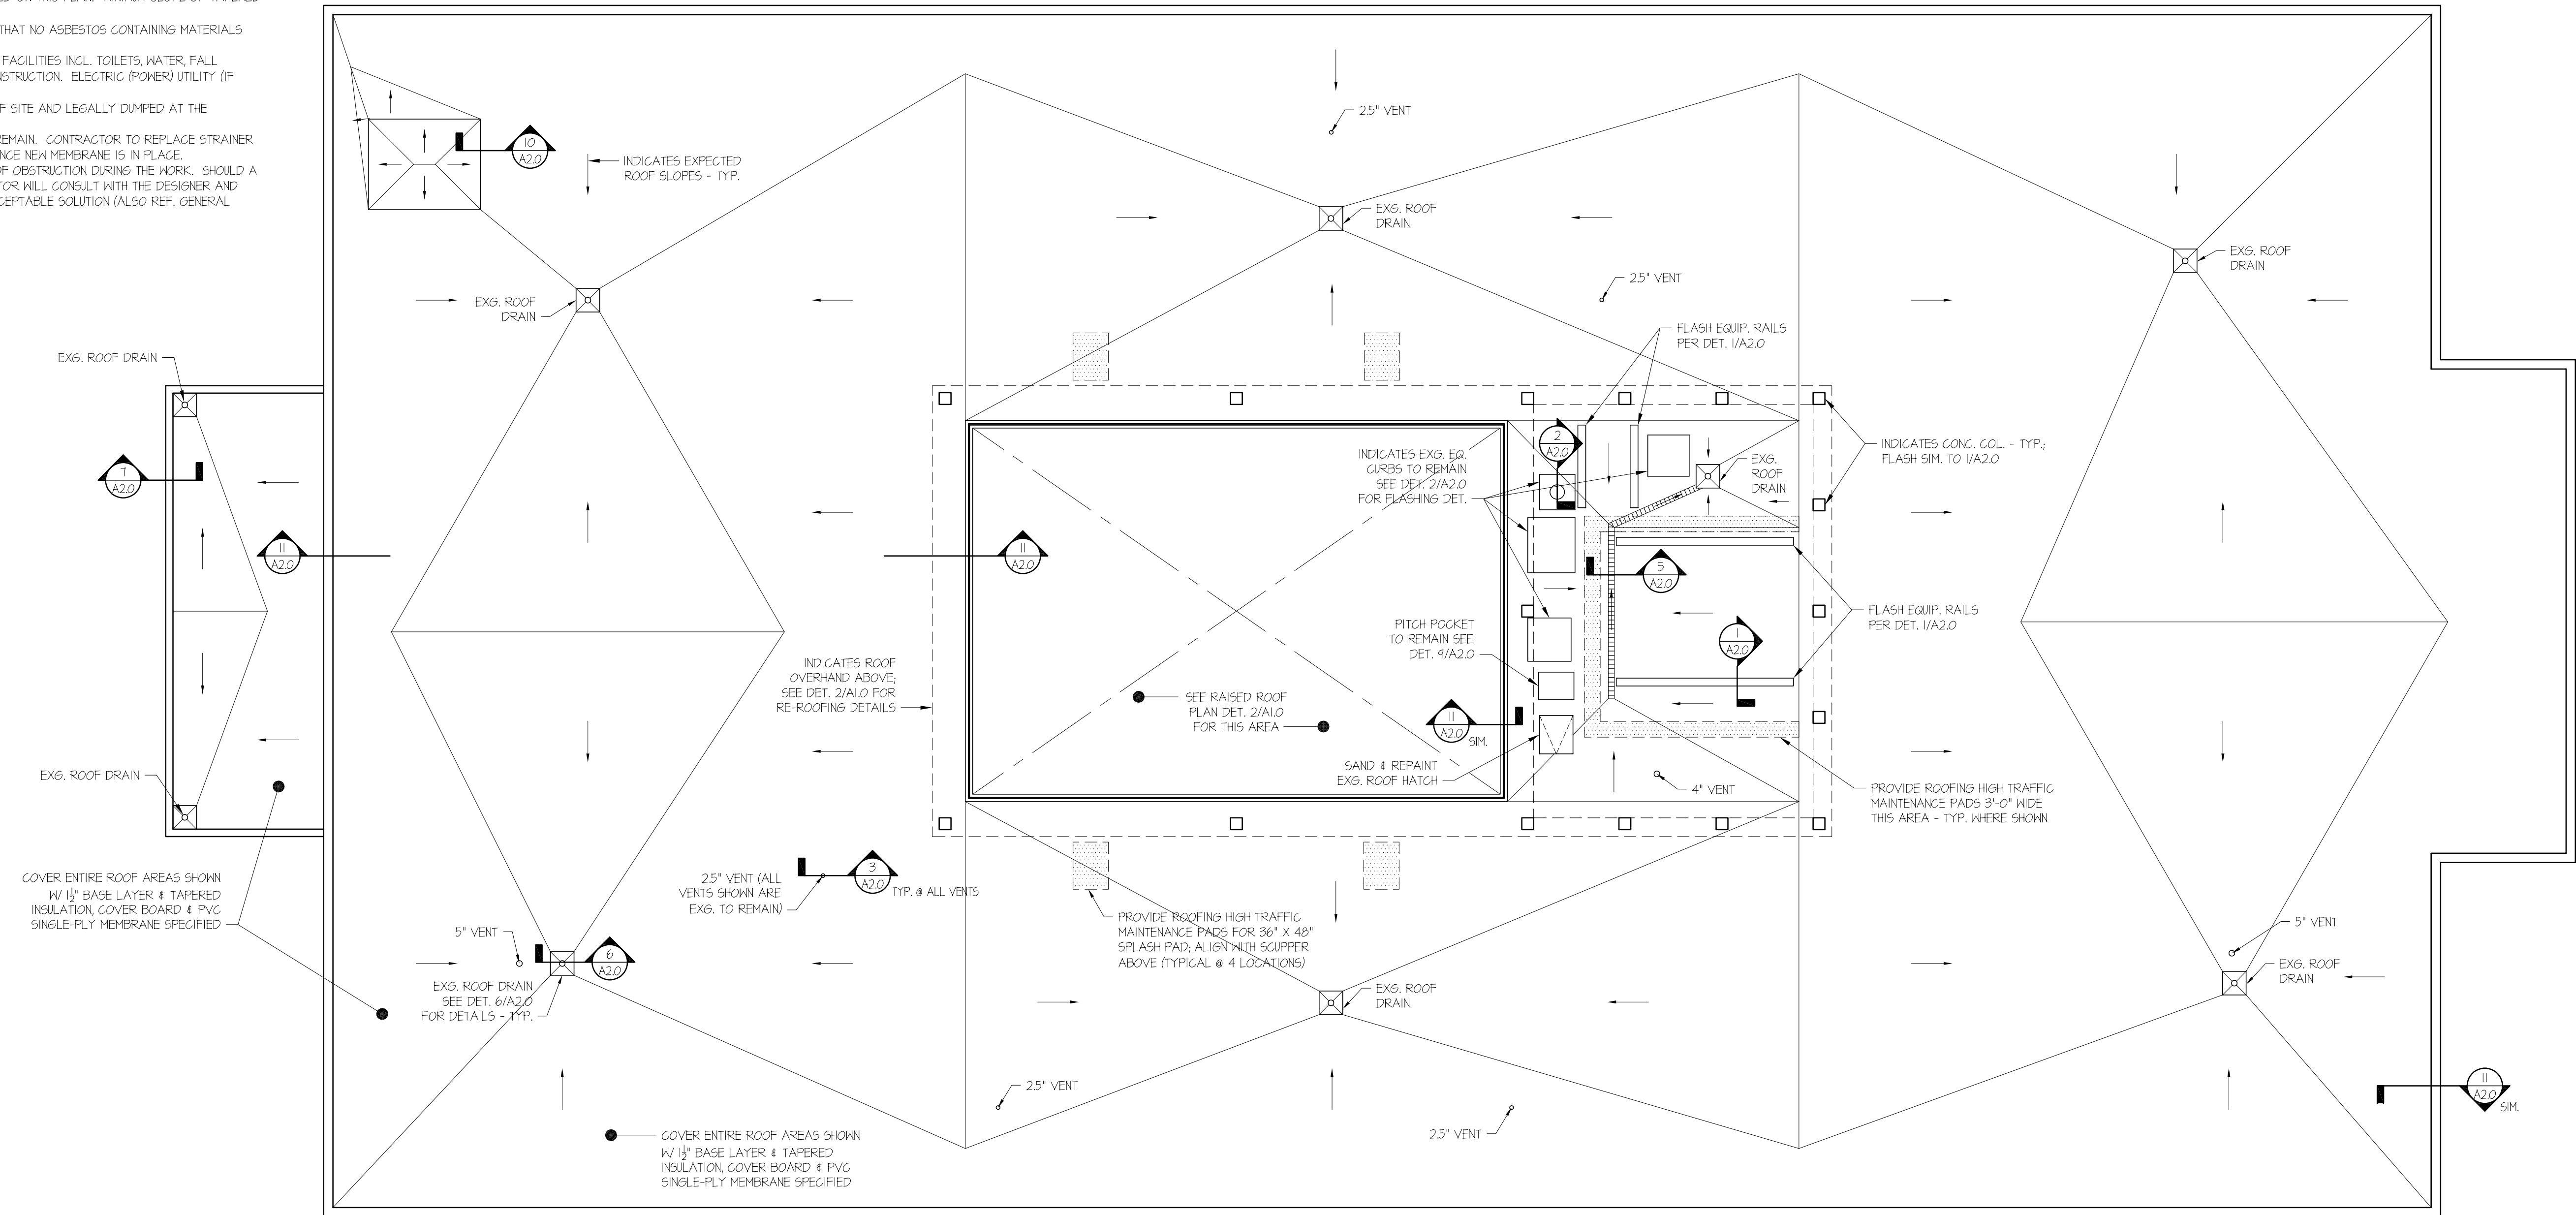 THAT NO ASBESTOS CONTAINING MATERIALS
FACILITIES INCL. TOILETS, WATER, FALL
ELECTRIC (POWER) UTILITY (IF
SITE AND LEGALLY DUMPED AT THE
REMAIN. CONTRACTOR TO REPLACE STRAINER
NEW MEMBRANE IS IN PLACE.
OF OBSTRUCTION DURING THE WORK. SHOULD A
WILL CONSULT WITH THE DESIGNER AND
SOLUTION (ALSO REF. GENERAL
10
A2.0
INDICATES EXPECTED
ROOF SLOPES - TYP.
2.5" VENT
EXG. ROOF
DRAIN
EXG. ROOF
DRAIN
2.5" VENT
EXG. ROOF
DRAIN
EXG. ROOF DRAIN
FLASH EQUIP. RAILS
PER DET. 1/A2.0
7
A2.0
2
A2.0
INDICATES EXG. EQ.
CURBS TO REMAIN
SEE DET. 2/A2.0
FOR FLASHING DET.
EXG.
ROOF
DRAIN
INDICATES CONC. COL. - TYP.;
FLASH SIM. TO 1/A2.0
11
A2.0
11
A2.0
5
A2.0
FLASH EQUIP. RAILS
PER DET. 1/A2.0
1
A2.0
PITCH POCKET
TO REMAIN SEE
DET. 9/A2.0
INDICATES ROOF
OVERHAND ABOVE;
SEE DET. 2/A1.0 FOR
RE-ROOFING DETAILS
SEE RAISED ROOF
PLAN DET. 2/A1.0
FOR THIS AREA
11
A2.0
SIM.
SAND & REPAINT
EXG. ROOF HATCH
4" VENT
PROVIDE ROOFING HIGH TRAFFIC
MAINTENANCE PADS 3'-0" WIDE
THIS AREA - TYP. WHERE SHOWN
EXG. ROOF DRAIN
COVER ENTIRE ROOF AREAS SHOWN
W/ 1½" BASE LAYER & TAPERED
INSULATION, COVER BOARD & PVC
SINGLE-PLY MEMBRANE SPECIFIED
2.5" VENT (ALL
VENTS SHOWN ARE
EXG. TO REMAIN)
3
A2.0
TYP. @ ALL VENTS
PROVIDE ROOFING HIGH TRAFFIC
MAINTENANCE PADS FOR 36" X 48"
SPLASH PAD; ALIGN WITH SCUPPER
ABOVE (TYPICAL @ 4 LOCATIONS)
5" VENT
6
A2.0
EXG. ROOF DRAIN
SEE DET. 6/A2.0
FOR DETAILS - TYP.
5" VENT
EXG. ROOF
DRAIN
EXG. ROOF
DRAIN
2.5" VENT
2.5" VENT
11
A2.0
SIM.
COVER ENTIRE ROOF AREAS SHOWN
W/ 1½" BASE LAYER & TAPERED
INSULATION, COVER BOARD & PVC
SINGLE-PLY MEMBRANE SPECIFIED